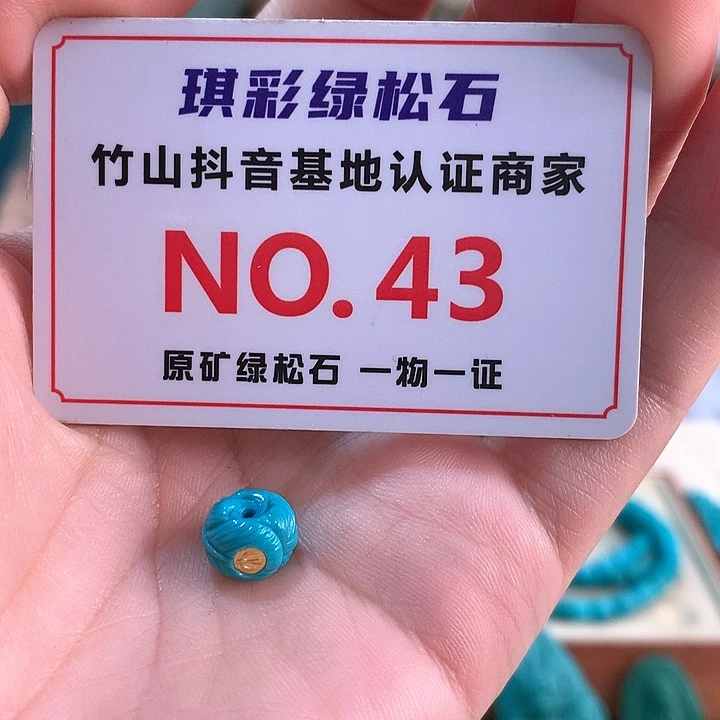 琪彩绿松石
竹山抖音基地认证商家
NO.43
原矿绿松石 一物一证